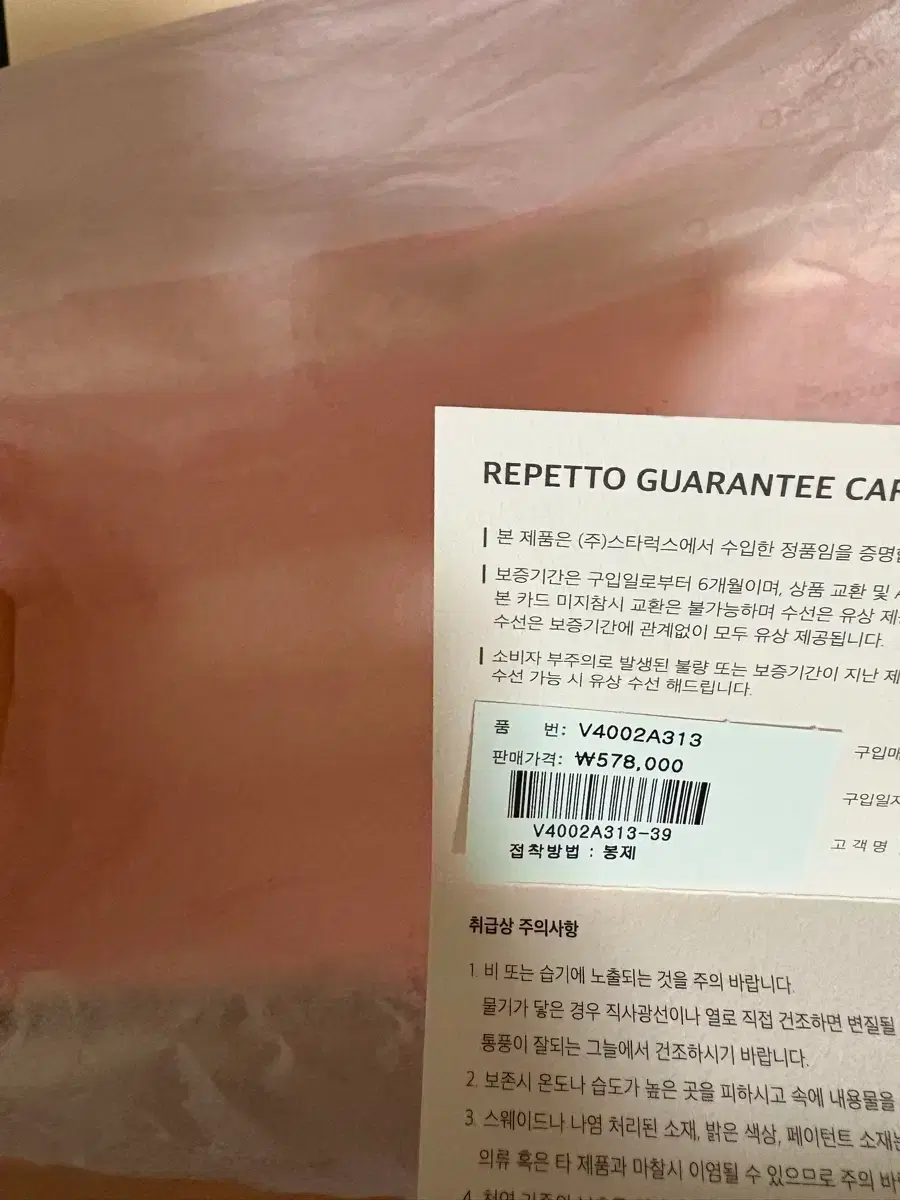 REPETTO GUARANTEE
본 제품은 (주)스타럭스에서 수입한 정품임을
보증기간은 구입일로부터 6개월이며, 상품 교환 및
본 카드 미지참시 교환은 불가능하며 수선은 유상
수선은 보증기간에 관계없이 모두 유상 제공됩니다.
소비자 부주의로 발생된 불량 또는 보증기간이 지난
수선 가능 시 유상 수선 해드립니다.
품 번: V4002A313
판매가격: ₩578,000
V4002A313-39
접착방법 : 봉제
고 객 명
취급상 주의사항
1. 비 또는 습기에 노출되는 것을 주의 바랍니다.
물기가 닿은 경우 직사광선이나 열로 직접 건조하면 변질될
통풍이 잘되는 그늘에서 건조하시기 바랍니다.
2. 보존시 온도나 습도가 높은 곳을 피하시고 속에 내용물을
3. 스웨이드나 나염 처리된 소재, 밝은 색상, 페이턴트
의류 혹은 타 제품과 마찰시 이염될 수 있으므로 주의